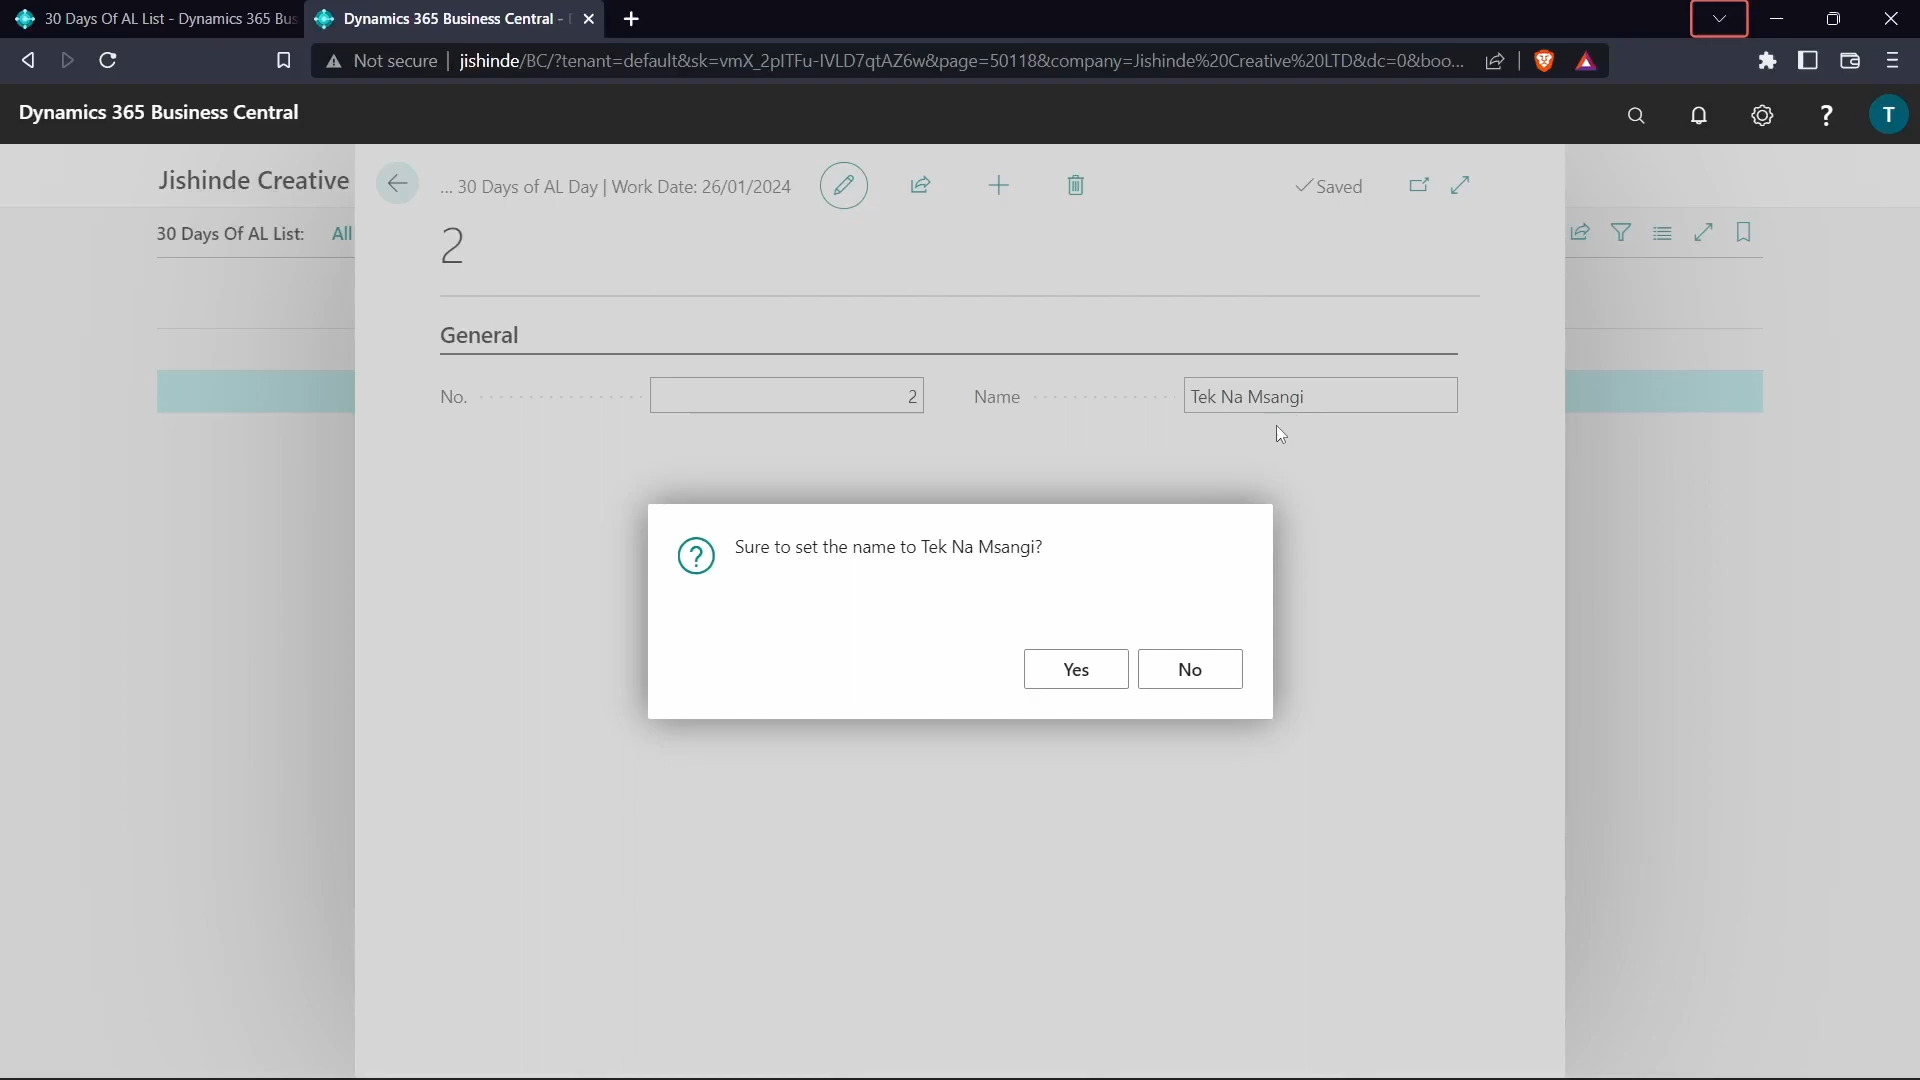 30 Days Of AL List - Dynamics 365 Bus
Dynamics 365 Business Central -
Not secure
jishinde/BC/?tenant=default&sk=vmX_2pITFu-IVLD7qtAZ6w&page=50118&company=Jishinde%20Creative%20LTD&dc=0&boo...
Dynamics 365 Business Central
?
T
Jishinde Creative
... 30 Days of AL Day | Work Date: 26/01/2024
Saved
30 Days Of AL List:
All
2
General
No.
2
Name
Tek Na Msangi
?
Sure to set the name to Tek Na Msangi?
Yes
No